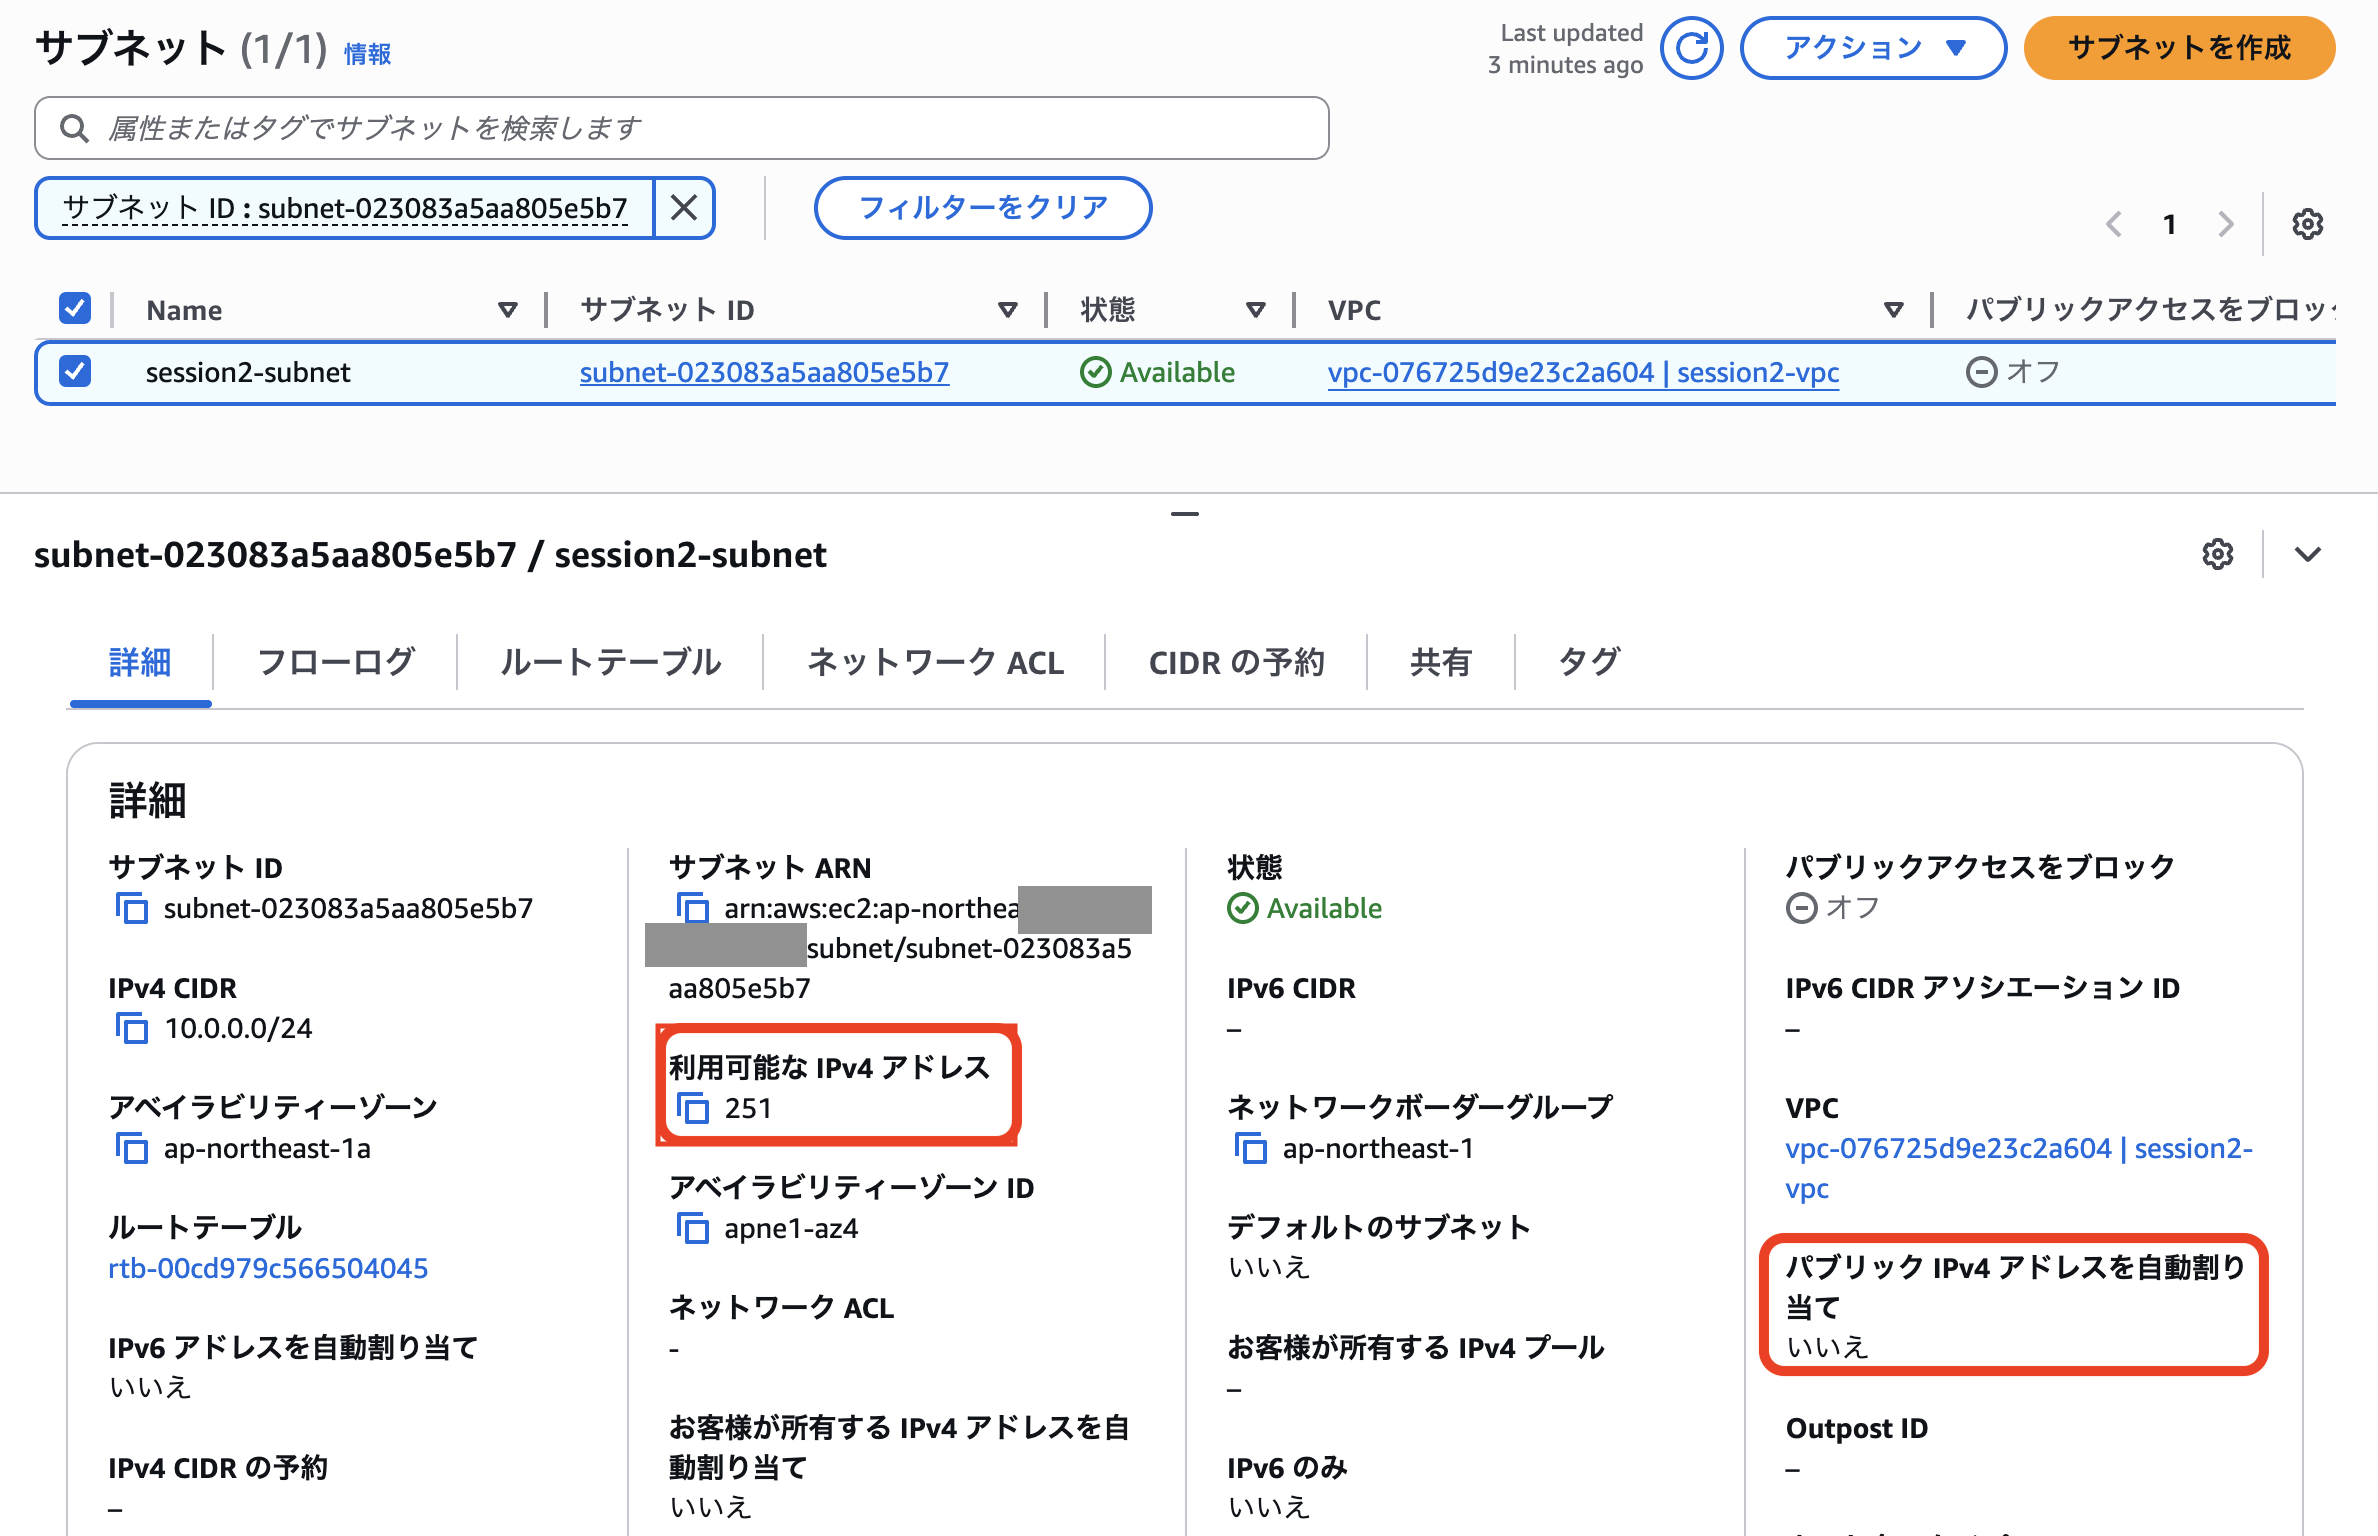 サブネット (1/1) 情報
Last updated
3 minutes ago
アクション
サブネットを作成
属性またはタグでサブネットを検索します
サブネット ID : subnet-023083a5aa805e5b7
フィルターをクリア
1
Name サブネット ID 状態 VPC パブリックアクセスをブロック
session2-subnet subnet-023083a5aa805e5b7 Available vpc-076725d9e23c2a604 | session2-vpc オフ
subnet-023083a5aa805e5b7 / session2-subnet
詳細 フローログ ルートテーブル ネットワーク ACL CIDR の予約 共有 タグ
詳細
サブネット ID
subnet-023083a5aa805e5b7
IPv4 CIDR
10.0.0.0/24
アベイラビリティーゾーン
ap-northeast-1a
ルートテーブル
rtb-00cd979c566504045
IPv6 アドレスを自動割り当て
いいえ
IPv4 CIDR の予約
–
サブネット ARN
arn:aws:ec2:ap-northea
subnet/subnet-023083a5
aa805e5b7
利用可能な IPv4 アドレス
251
アベイラビリティーゾーン ID
apne1-az4
ネットワーク ACL
-
お客様が所有する IPv4 アドレスを自
動割り当て
いいえ
状態
Available
IPv6 CIDR
–
ネットワークボーダーグループ
ap-northeast-1
デフォルトのサブネット
いいえ
お客様が所有する IPv4 プール
–
IPv6 のみ
いいえ
パブリックアクセスをブロック
オフ
IPv6 CIDR アソシエーション ID
–
VPC
vpc-076725d9e23c2a604 | session2-
vpc
パブリック IPv4 アドレスを自動割り
当て
いいえ
Outpost ID
–